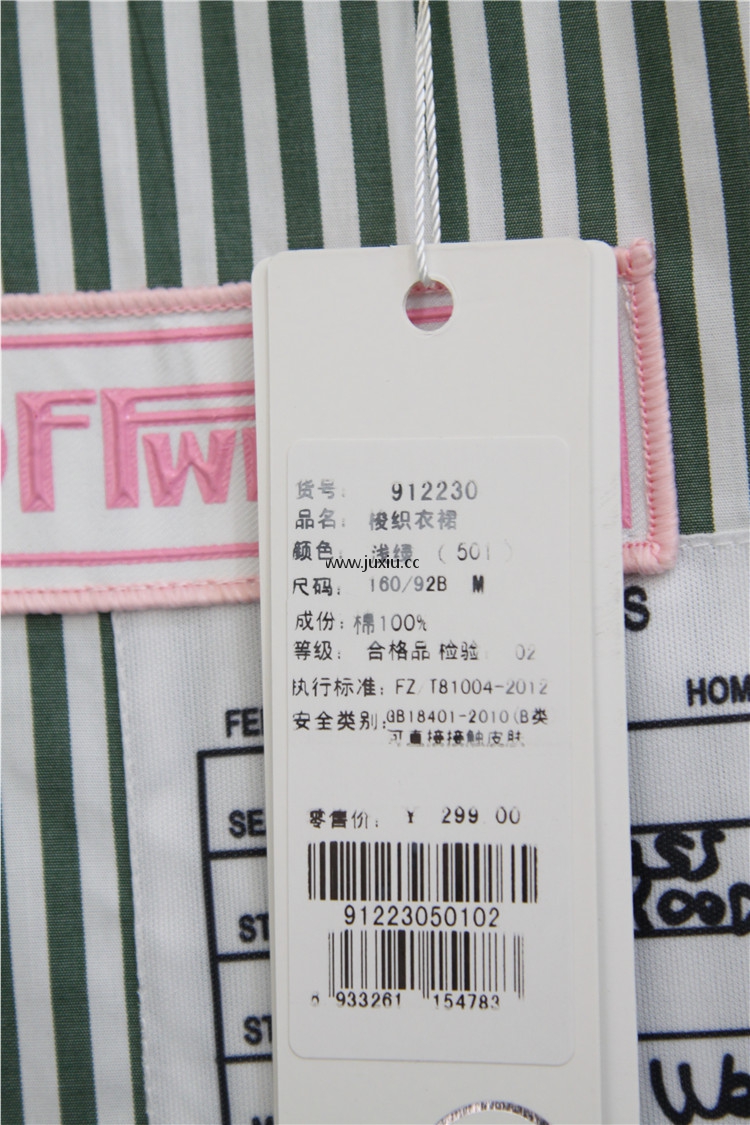 货号: 912230
品名: 梭织衣裙
颜色: 浅绿 (501)
www.juxiu.cc
尺码: 160/92B M
成份: 棉100%
等级: 合格品 检验: 02
执行标准: FZ/T81004-2012
安全类别: GB18401-2010(B类
可直接接触皮肤
零售价: ¥ 299.00
91223050102
6 933261 154783
HOM
FE
SE
ST
ST